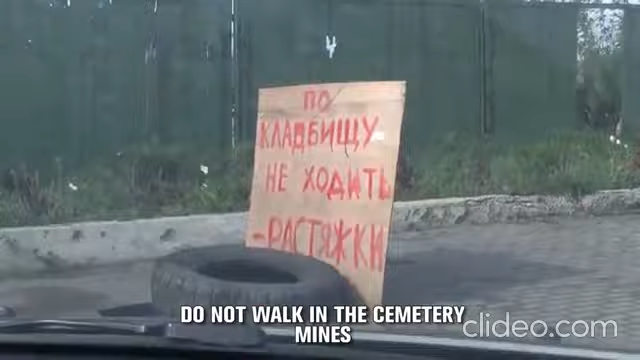 ПО
КЛАДБИЩУ
НЕ ХОДИТЬ
-РАСТЯЖКИ
DO NOT WALK IN THE CEMETERY
MINES
clideo.com